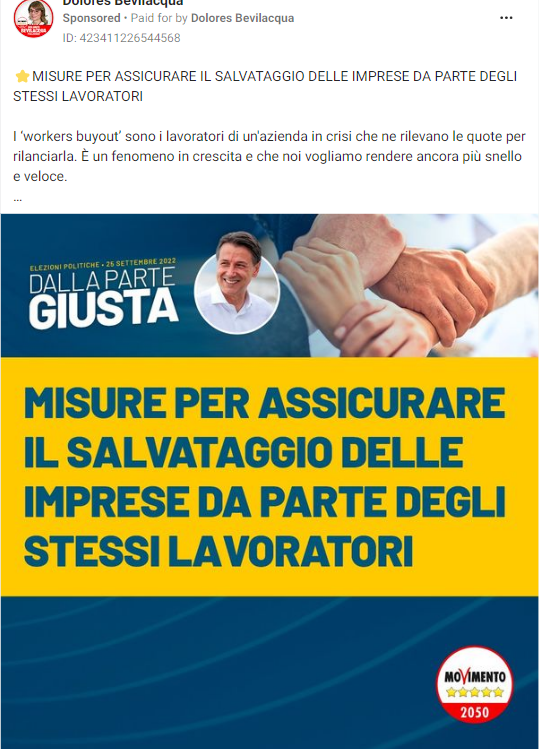 Dolores Bevilacqua
Sponsored • Paid for by Dolores Bevilacqua
ID: 423411226544568
⭐MISURE PER ASSICURARE IL SALVATAGGIO DELLE IMPRESE DA PARTE DEGLI
STESSI LAVORATORI
I ‘workers buyout’ sono i lavoratori di un'azienda in crisi che ne rilevano le quote per
rilanciarla. È un fenomeno in crescita e che noi vogliamo rendere ancora più snello
e veloce.
...
ELEZIONI POLITICHE • 25 SETTEMBRE 2022
DALLA PARTE
GIUSTA
MISURE PER ASSICURARE
IL SALVATAGGIO DELLE
IMPRESE DA PARTE DEGLI
STESSI LAVORATORI
MOVIMENTO
2050